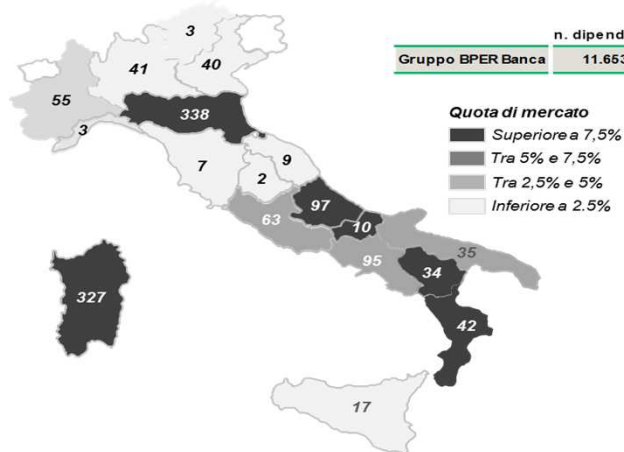 3
n. dipend
41
40
Gruppo BPER Banca 11.653
55
338
3
Quota di mercato
Superiore a 7,5%
Tra 5% e 7,5%
Tra 2,5% e 5%
Inferiore a 2.5%
7
9
2
97
10
63
35
95
34
327
42
17